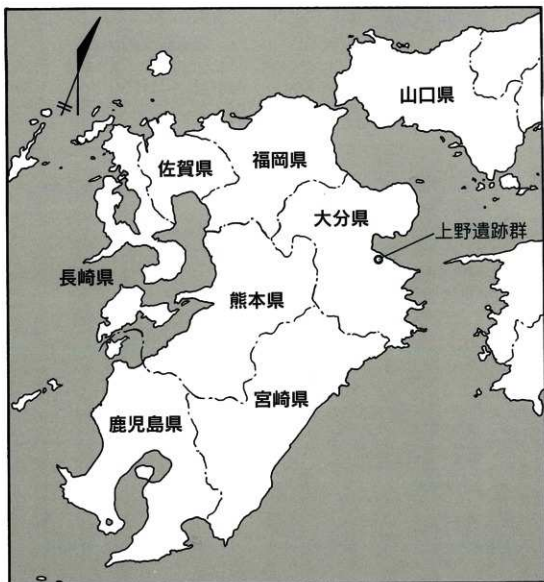 山口県
福岡県
佐賀県
大分県
上野遺跡群
長崎県
熊本県
宮崎県
鹿児島県